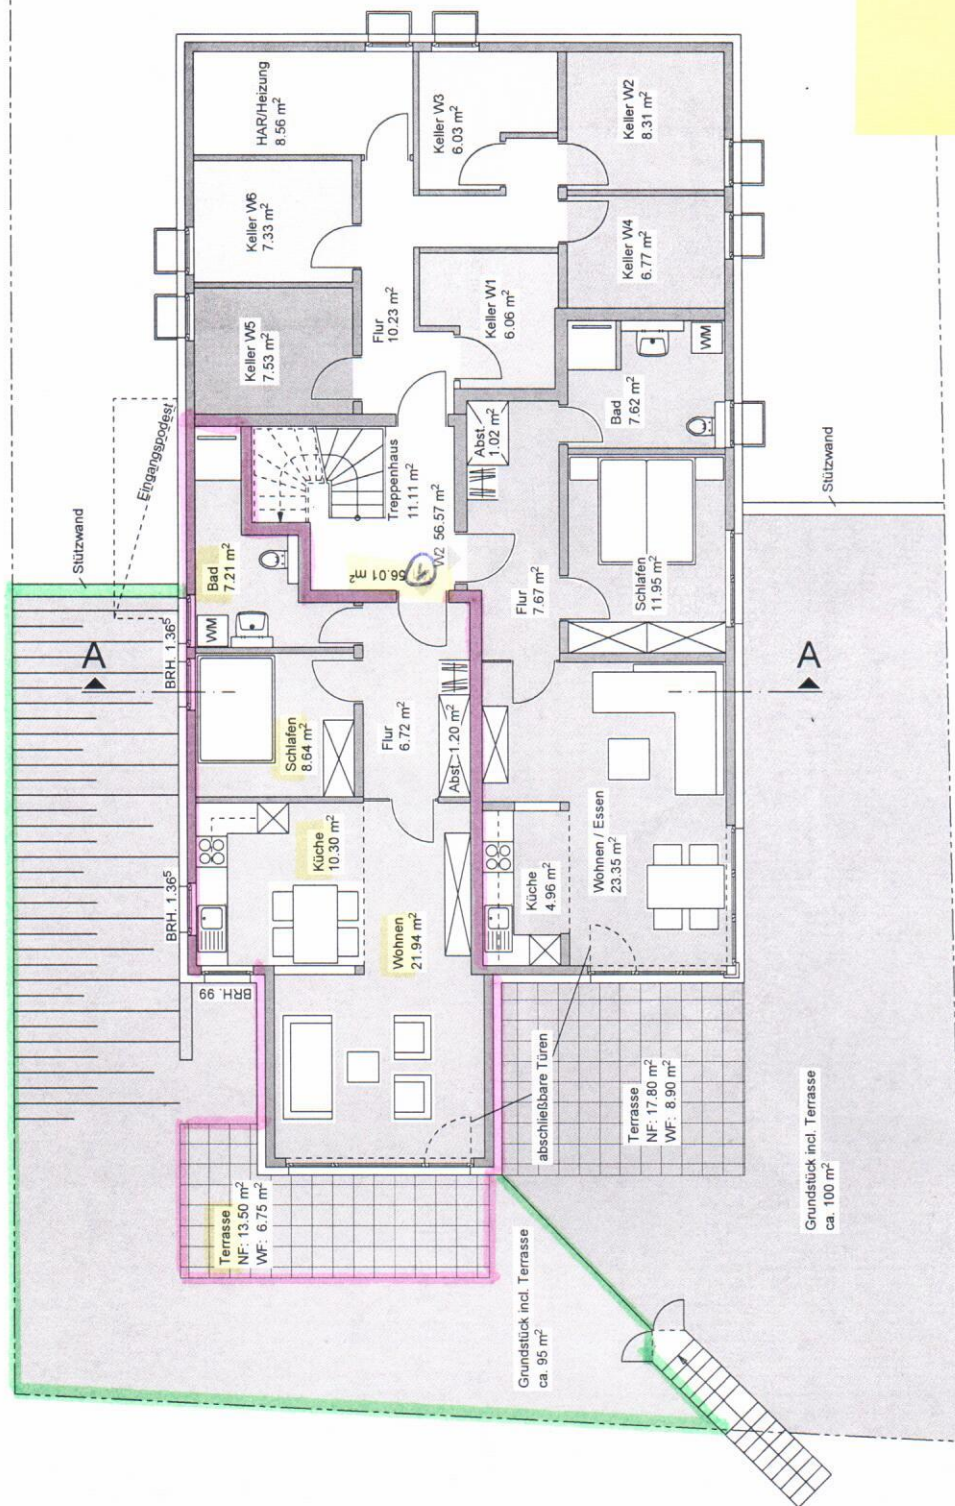 HAR/Heizung
8.56 m²
Keller W3
6.03 m²
Keller W2
8.31 m²
Keller W6
7.33 m²
Keller W4
6.77 m²
Keller W5
7.53 m²
Flur
10.23 m²
Keller W1
6.06 m²
Eingangspodest
Stützwand
Bad
7.21 m²
WM
Treppenhaus
11.11 m²
56.01 m²
W2 56.57 m²
Abst.
1.02 m²
Bad
7.62 m²
WM
Stützwand
A
BRH. 1.36⁵
Schlafen
8.64 m²
Flur
6.72 m²
Abst. 1.20 m²
Flur
7.67 m²
Schlafen
11.95 m²
A
BRH. 1.36⁵
BRH. 99
Küche
10.30 m²
Wohnen
21.94 m²
Küche
4.96 m²
Wohnen / Essen
23.35 m²
abschließbare Türen
Terrasse
NF: 13.50 m²
WF: 6.75 m²
Terrasse
NF: 17.80 m²
WF: 8.90 m²
Grundstück incl. Terrasse
ca. 95 m²
Grundstück incl. Terrasse
ca. 100 m²